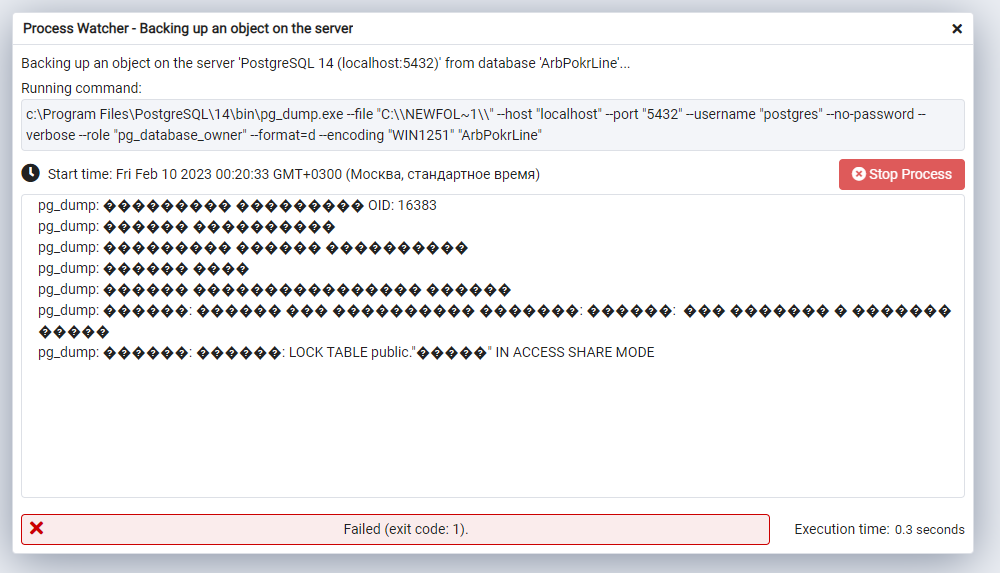 Process Watcher - Backing up an object on the server
Backing up an object on the server 'PostgreSQL 14 (localhost:5432)' from database 'ArbPokrLine'...
Running command:
c:\Program Files\PostgreSQL\14\bin\pg_dump.exe --file "C:\\NEWFOL~1\\" --host "localhost" --port "5432" --username "postgres" --no-password --
verbose --role "pg_database_owner" --format=d --encoding "WIN1251" "ArbPokrLine"
Start time: Fri Feb 10 2023 00:20:33 GMT+0300 (Москва, стандартное время)
Stop Process
pg_dump: ��������� ��������� OID: 16383
pg_dump: ������ ����������
pg_dump: ��������� ������ ����������
pg_dump: ������ ����
pg_dump: ������ ���������������� ������
pg_dump: ������: ������ ��� ���������� �������: ������: ��� ������� � �������
�����
pg_dump: ������: ������: LOCK TABLE public."�����" IN ACCESS SHARE MODE
Failed (exit code: 1).
Execution time: 0.3 seconds